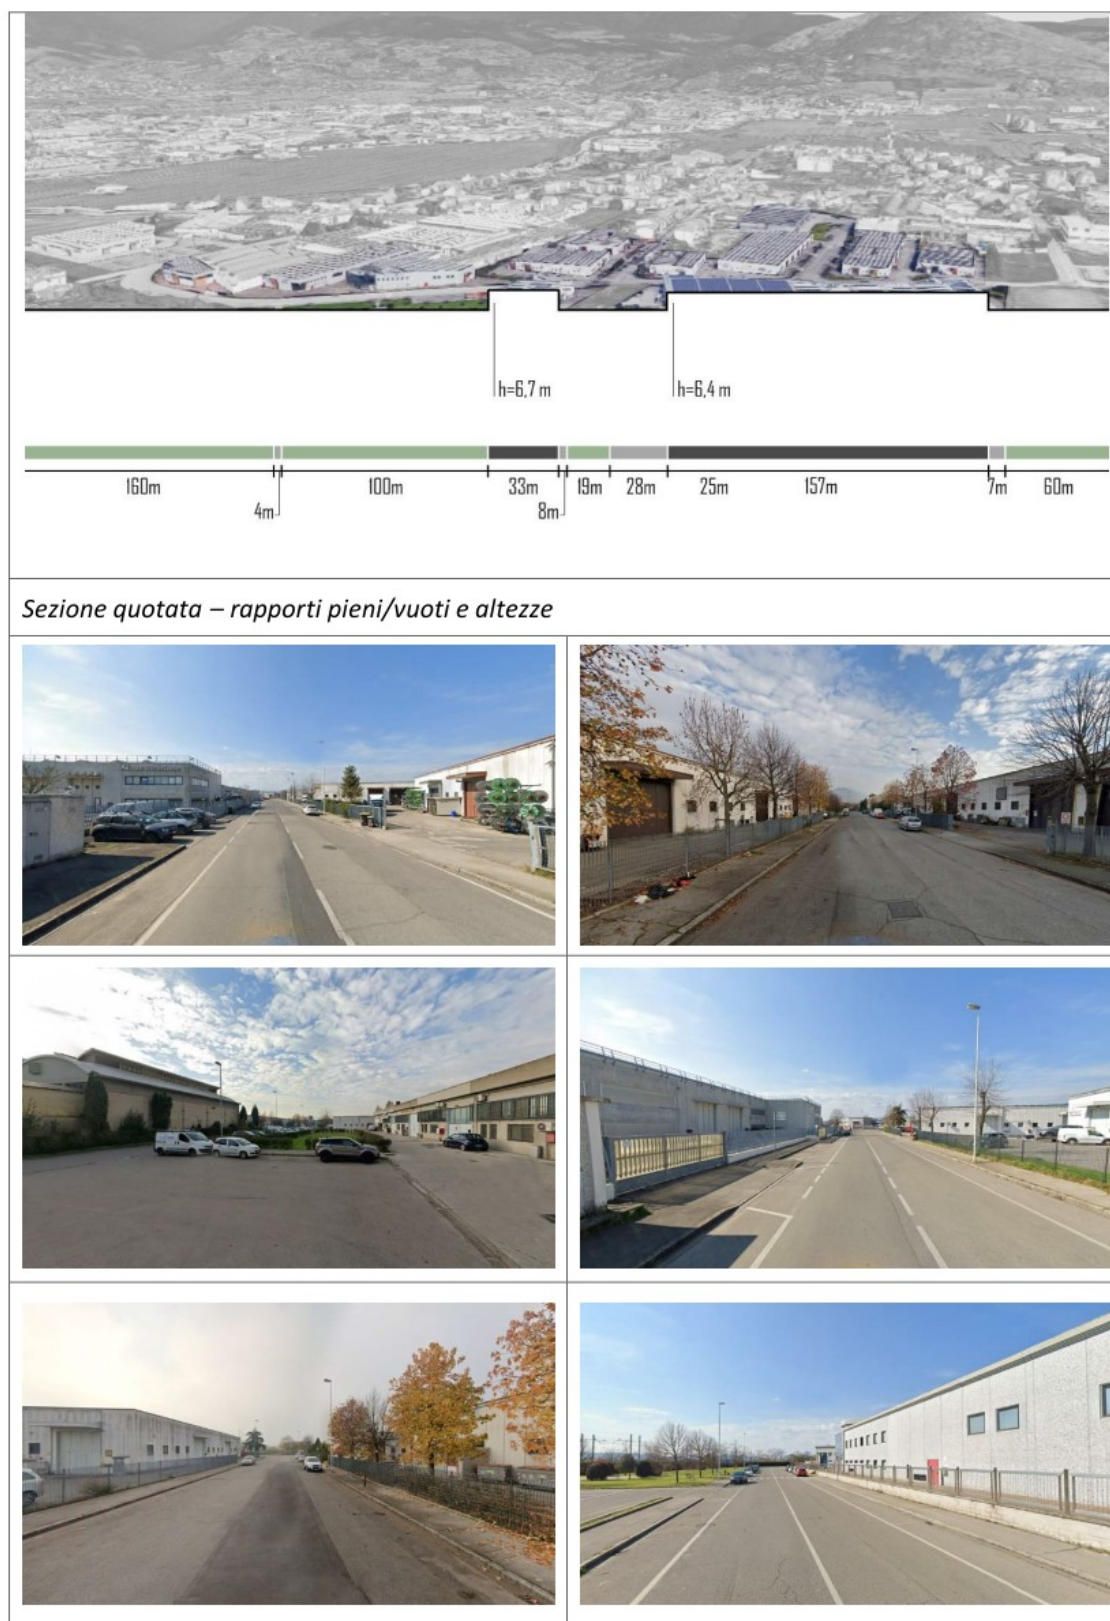 h=6,7 m
h=6,4 m
160m
100m
33m
19m
28m
25m
157m
7m
60m
4m
8m
Sezione quotata – rapporti pieni/vuoti e altezze